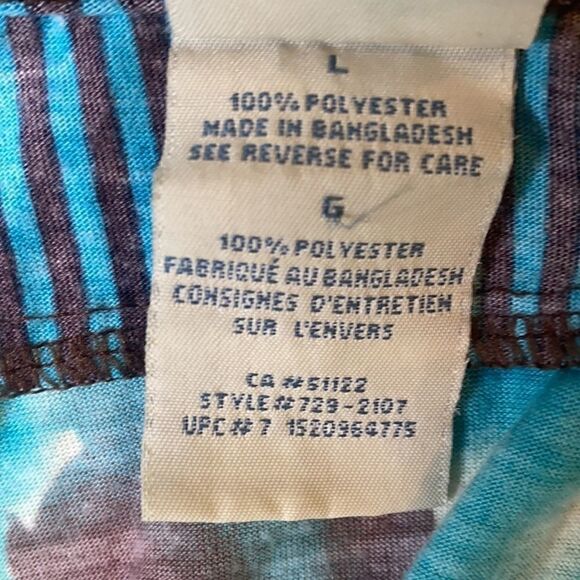 L
100% POLYESTER
MADE IN BANGLADESH
SEE REVERSE FOR CARE
G
100% POLYESTER
FABRIQUÉ AU BANGLADESH
CONSIGNES D'ENTRETIEN
SUR L'ENVERS
CA #51122
STYLE# 729-2107
UPC# 7 1520964775